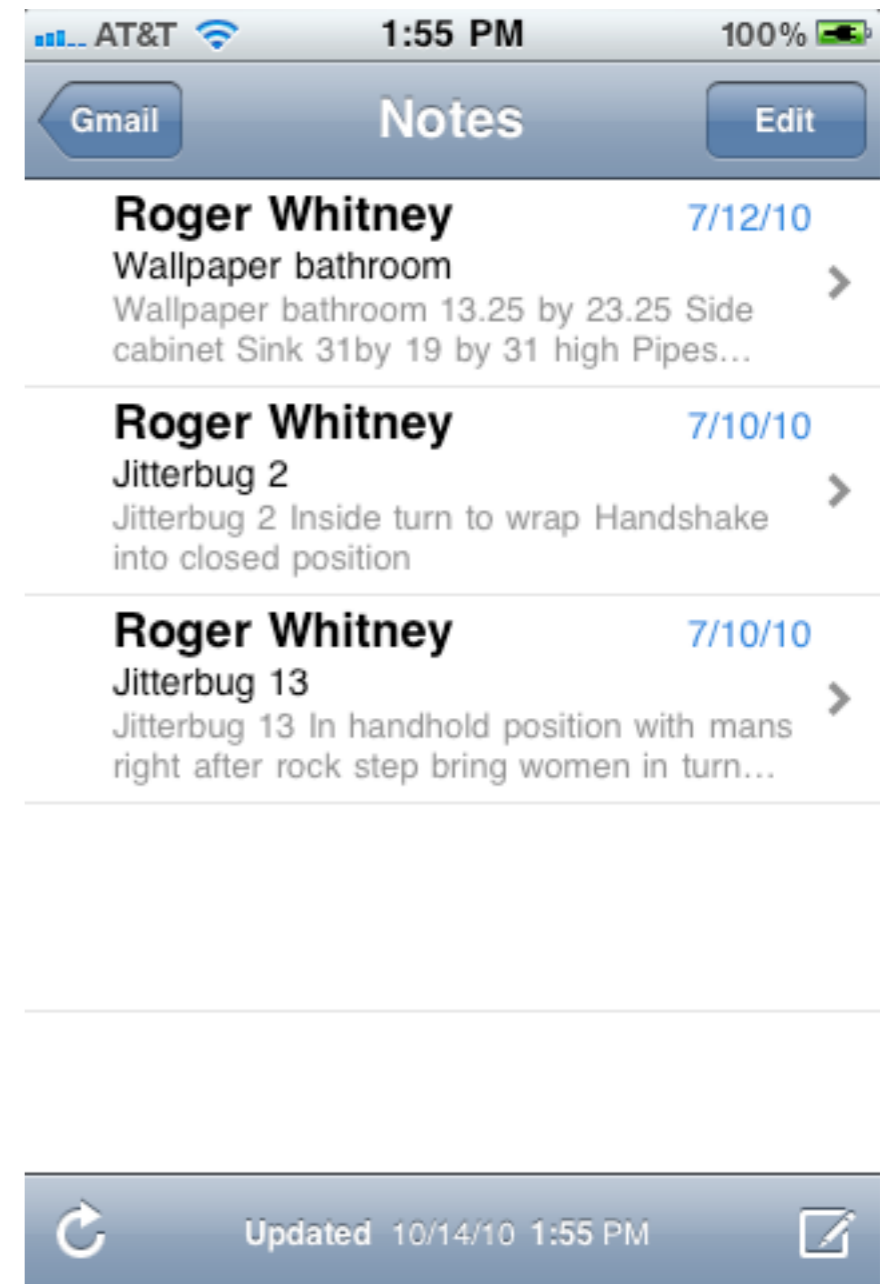 AT&T 1:55 PM 100%
Gmail Notes Edit
Roger Whitney 7/12/10
Wallpaper bathroom
Wallpaper bathroom 13.25 by 23.25 Side
cabinet Sink 31by 19 by 31 high Pipes...
Roger Whitney 7/10/10
Jitterbug 2
Jitterbug 2 Inside turn to wrap Handshake
into closed position
Roger Whitney 7/10/10
Jitterbug 13
Jitterbug 13 In handhold position with mans
right after rock step bring women in turn...
Updated 10/14/10 1:55 PM